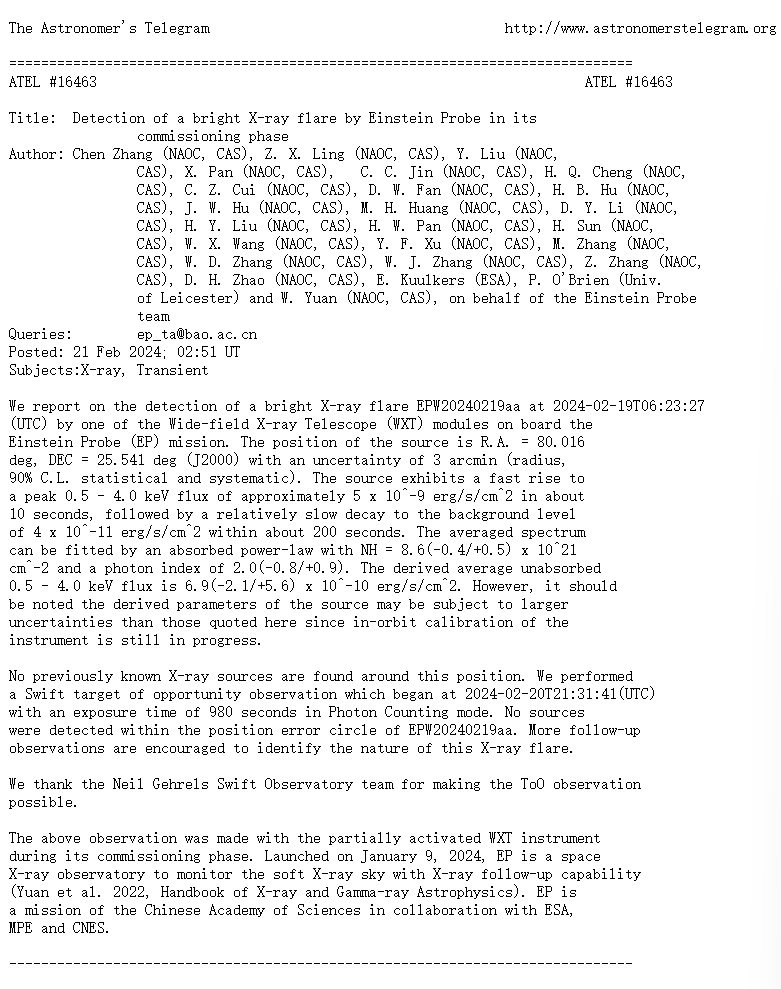 The Astronomer's Telegram http://www.astronomerstelegram.org
==============================================================================
ATEL #16463 ATEL #16463
Title: Detection of a bright X-ray flare by Einstein Probe in its
commissioning phase
Author: Chen Zhang (NAOC, CAS), Z. X. Ling (NAOC, CAS), Y. Liu (NAOC,
CAS), X. Pan (NAOC, CAS), C. C. Jin (NAOC, CAS), H. Q. Cheng (NAOC,
CAS), C. Z. Cui (NAOC, CAS), D. W. Fan (NAOC, CAS), H. B. Hu (NAOC,
CAS), J. W. Hu (NAOC, CAS), M. H. Huang (NAOC, CAS), D. Y. Li (NAOC,
CAS), H. Y. Liu (NAOC, CAS), H. W. Pan (NAOC, CAS), H. Sun (NAOC,
CAS), W. X. Wang (NAOC, CAS), Y. F. Xu (NAOC, CAS), M. Zhang (NAOC,
CAS), W. D. Zhang (NAOC, CAS), W. J. Zhang (NAOC, CAS), Z. Zhang (NAOC,
CAS), D. H. Zhao (NAOC, CAS), E. Kuulkers (ESA), P. O'Brien (Univ.
of Leicester) and W. Yuan (NAOC, CAS), on behalf of the Einstein Probe
team
Queries: ep_ta@bao.ac.cn
Posted: 21 Feb 2024; 02:51 UT
Subjects:X-ray, Transient
We report on the detection of a bright X-ray flare EPW20240219aa at 2024-02-19T06:23:27
(UTC) by one of the Wide-field X-ray Telescope (WXT) modules on board the
Einstein Probe (EP) mission. The position of the source is R.A. = 80.016
deg, DEC = 25.541 deg (J2000) with an uncertainty of 3 arcmin (radius,
90% C.L. statistical and systematic). The source exhibits a fast rise to
a peak 0.5 - 4.0 keV flux of approximately 5 x 10^-9 erg/s/cm^2 in about
10 seconds, followed by a relatively slow decay to the background level
of 4 x 10^-11 erg/s/cm^2 within about 200 seconds. The averaged spectrum
can be fitted by an absorbed power-law with NH = 8.6(-0.4/+0.5) x 10^21
cm^-2 and a photon index of 2.0(-0.8/+0.9). The derived average unabsorbed
0.5 - 4.0 keV flux is 6.9(-2.1/+5.6) x 10^-10 erg/s/cm^2. However, it should
be noted the derived parameters of the source may be subject to larger
uncertainties than those quoted here since in-orbit calibration of the
instrument is still in progress.
No previously known X-ray sources are found around this position. We performed
a Swift target of opportunity observation which began at 2024-02-20T21:31:41(UTC)
with an exposure time of 980 seconds in Photon Counting mode. No sources
were detected within the position error circle of EPW20240219aa. More follow-up
observations are encouraged to identify the nature of this X-ray flare.
We thank the Neil Gehrels Swift Observatory team for making the ToO observation
possible.
The above observation was made with the partially activated WXT instrument
during its commissioning phase. Launched on January 9, 2024, EP is a space
X-ray observatory to monitor the soft X-ray sky with X-ray follow-up capability
(Yuan et al. 2022, Handbook of X-ray and Gamma-ray Astrophysics). EP is
a mission of the Chinese Academy of Sciences in collaboration with ESA,
MPE and CNES.
------------------------------------------------------------------------------